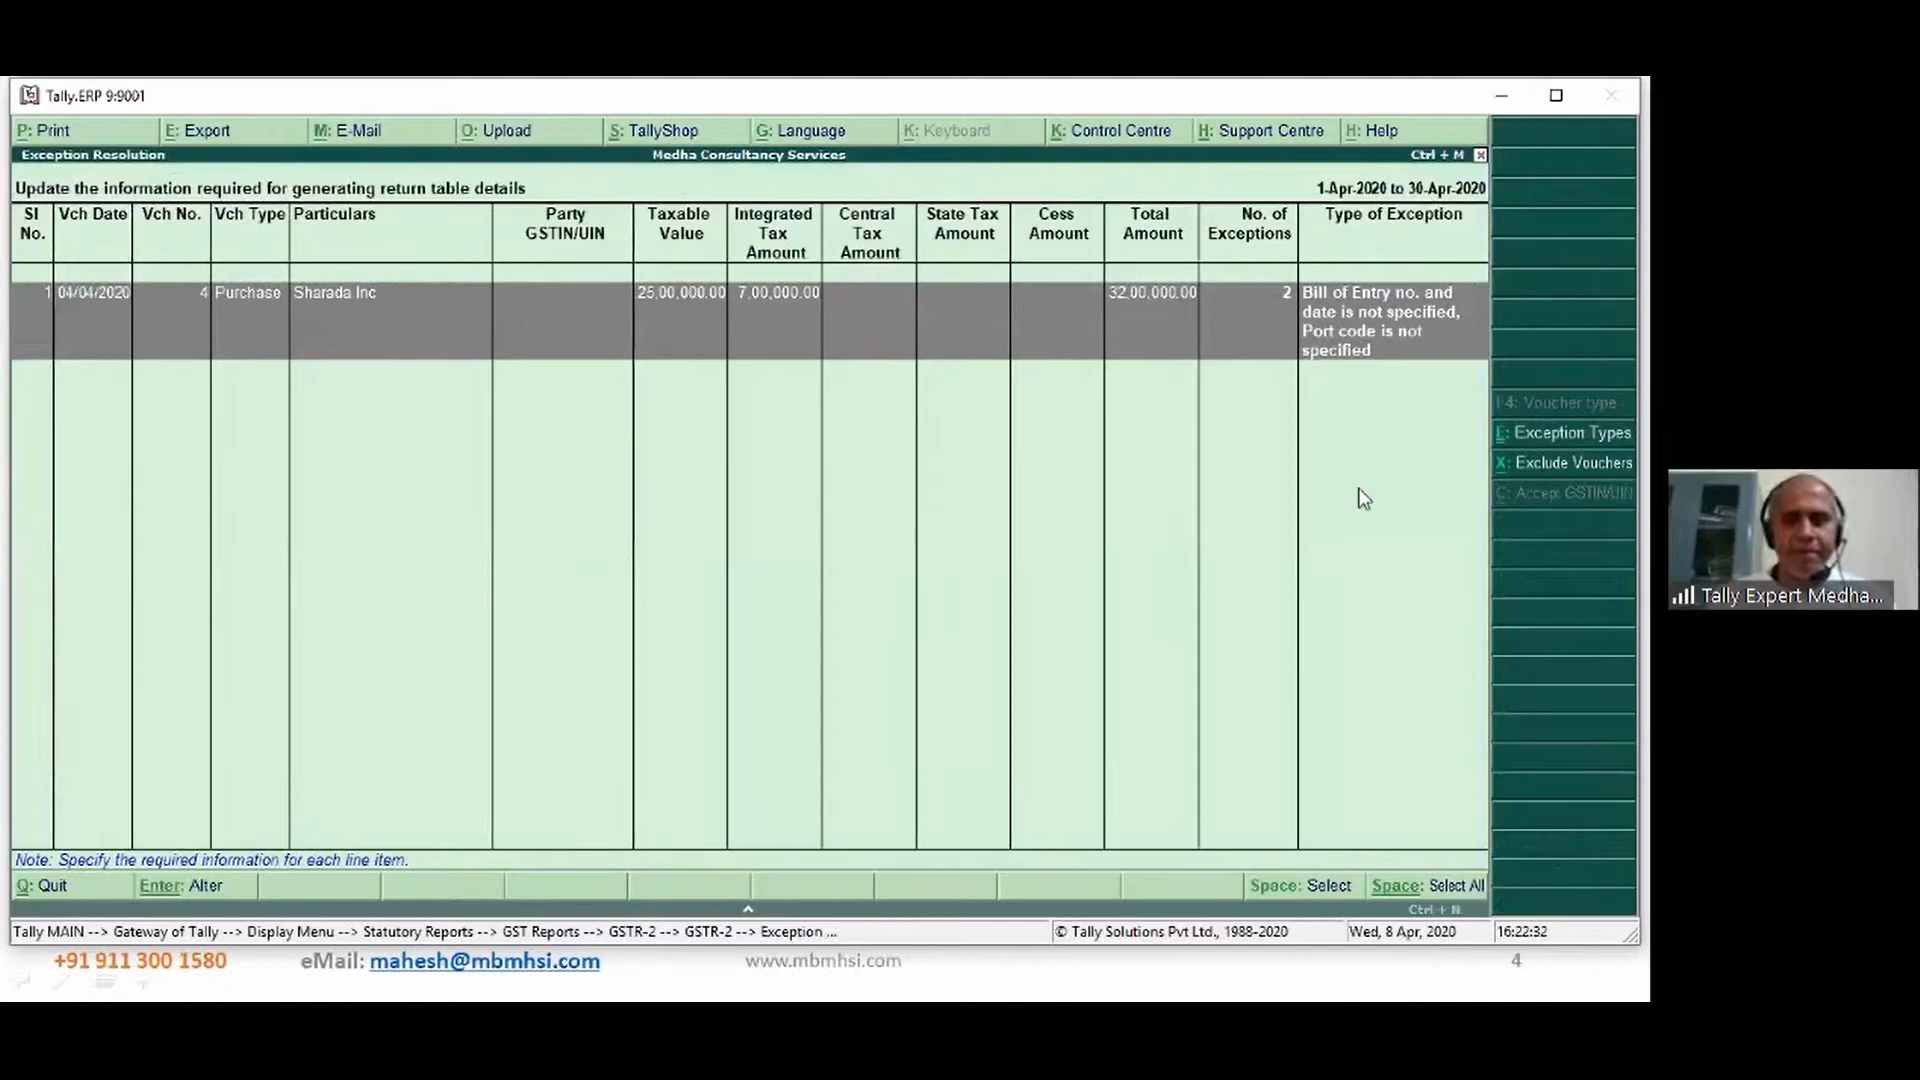 Tally.ERP 9:9001
P: Print E: Export M: E-Mail O: Upload S: TallyShop G: Language K: Keyboard K: Control Centre H: Support Centre H: Help
Exception Resolution Medha Consultancy Services Ctrl + M
Update the information required for generating return table details 1-Apr-2020 to 30-Apr-2020
Sl No. Vch Date Vch No. Vch Type Particulars Party GSTIN/UIN Taxable Value Integrated Tax Amount Central Tax Amount State Tax Amount Cess Amount Total Amount No. of Exceptions Type of Exception
1 04/04/2020 4 Purchase Sharada Inc 25,00,000.00 7,00,000.00 32,00,000.00 2 Bill of Entry no. and
date is not specified,
Port code is not
specified
Voucher type
E: Exception Types
X: Exclude Vouchers
C: Accept GSTIN/UIN
Tally Expert Medha...
Note: Specify the required information for each line item.
Q: Quit Enter: Alter Space: Select Space: Select All
Ctrl + N
Tally MAIN --> Gateway of Tally --> Display Menu --> Statutory Reports --> GST Reports --> GSTR-2 --> GSTR-2 --> Exception ... © Tally Solutions Pvt Ltd., 1988-2020 Wed, 8 Apr, 2020 16:22:32
+91 911 300 1580 eMail: mahesh@mbmhsi.com www.mbmhsi.com 4